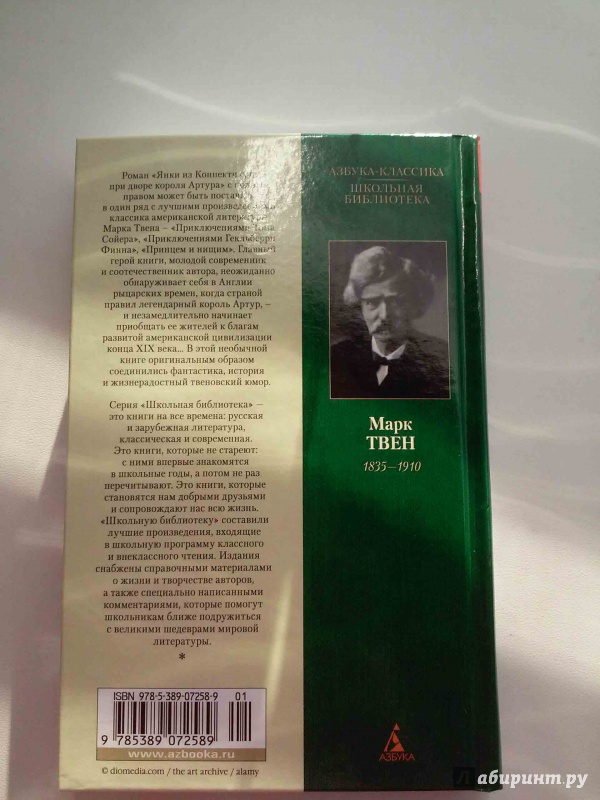 Роман «Янки из Коннекти
при дворе короля Артура» с
правом может быть постав
в один ряд с лучшими произведе
классика американской литератур
Марка Твена – «Приключениями Тома
Сойера», «Приключениями Гекльберри
Финна», «Принцем и нищим». Главный
герой книги, молодой современник
и соотечественник автора, неожиданно
обнаруживает себя в Англии
рыцарских времен, когда страной
правил легендарный король Артур, –
и незамедлительно начинает
приобщать ее жителей к благам
развитой американской цивилизации
конца XIX века... В этой необычной
книге оригинальным образом
соединились фантастика, история
и жизнерадостный твеновский юмор.
Серия «Школьная библиотека» —
это книги на все времена: русская
и зарубежная литература,
классическая и современная.
Это книги, которые не стареют:
с ними впервые знакомятся
в школьные годы, а потом не раз
перечитывают. Это книги, которые
становятся нам добрыми друзьями
и сопровождают нас всю жизнь.
«Школьную библиотеку» составили
лучшие произведения, входящие
в школьную программу классного
и внеклассного чтения. Издания
снабжены справочными материалами
о жизни и творчестве авторов,
а также специально написанными
комментариями, которые помогут
школьникам ближе подружиться
с великими шедеврами мировой
литературы.
*
ISBN 978-5-389-07258-9
01
9 785389 072589
www.azbooka.ru
© diomedia.com / the art archive / alamy
АЗБУКА-КЛАССИКА
ШКОЛЬНАЯ
БИБЛИОТЕКА
Марк
ТВЕН
1835–1910
АЗБУКА
Лабиринт.ру